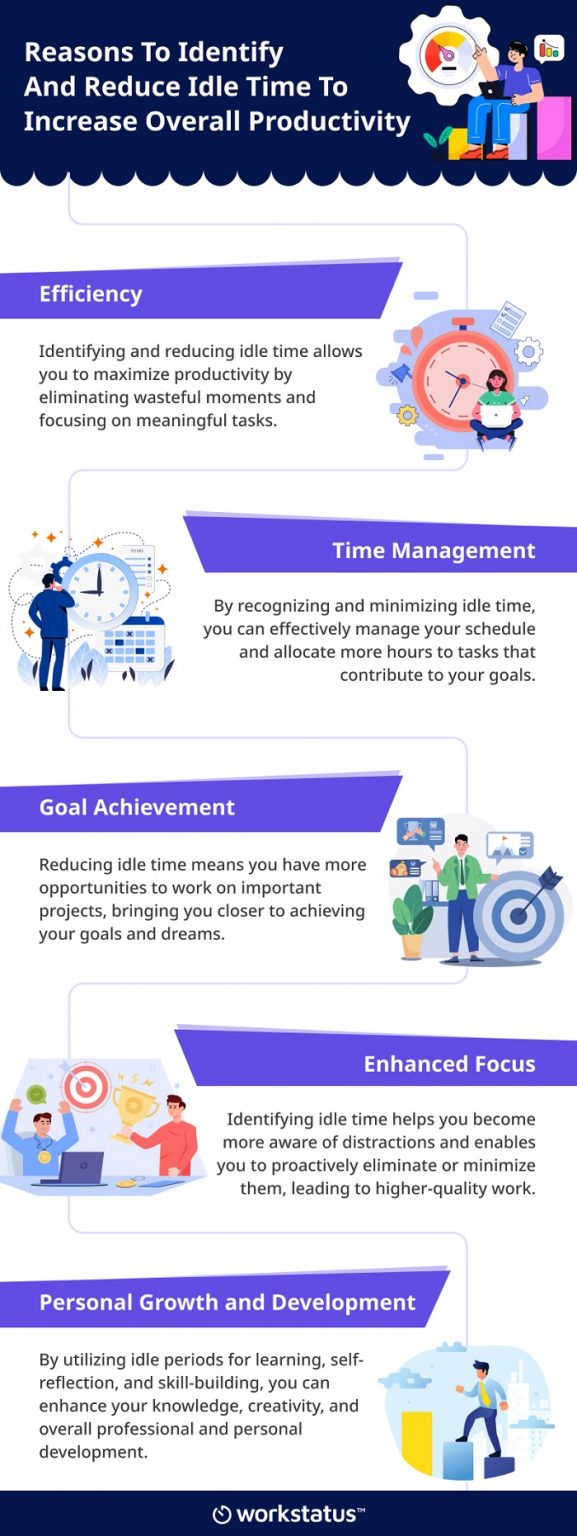 Reasons To Identify
And Reduce Idle Time To
Increase Overall Productivity
Efficiency
Identifying and reducing idle time allows
you to maximize productivity by
eliminating wasteful moments and
focusing on meaningful tasks.
TO-DO
Time Management
By recognizing and minimizing idle time,
you can effectively manage your schedule
and allocate more hours to tasks that
contribute to your goals.
Goal Achievement
Reducing idle time means you have more
opportunities to work on important
projects, bringing you closer to achieving
your goals and dreams.
Enhanced Focus
Identifying idle time helps you become
more aware of distractions and enables
you to proactively eliminate or minimize
them, leading to higher-quality work.
Personal Growth and Development
By utilizing idle periods for learning, self-
reflection, and skill-building, you can
enhance your knowledge, creativity, and
overall professional and personal
development.
workstatus™